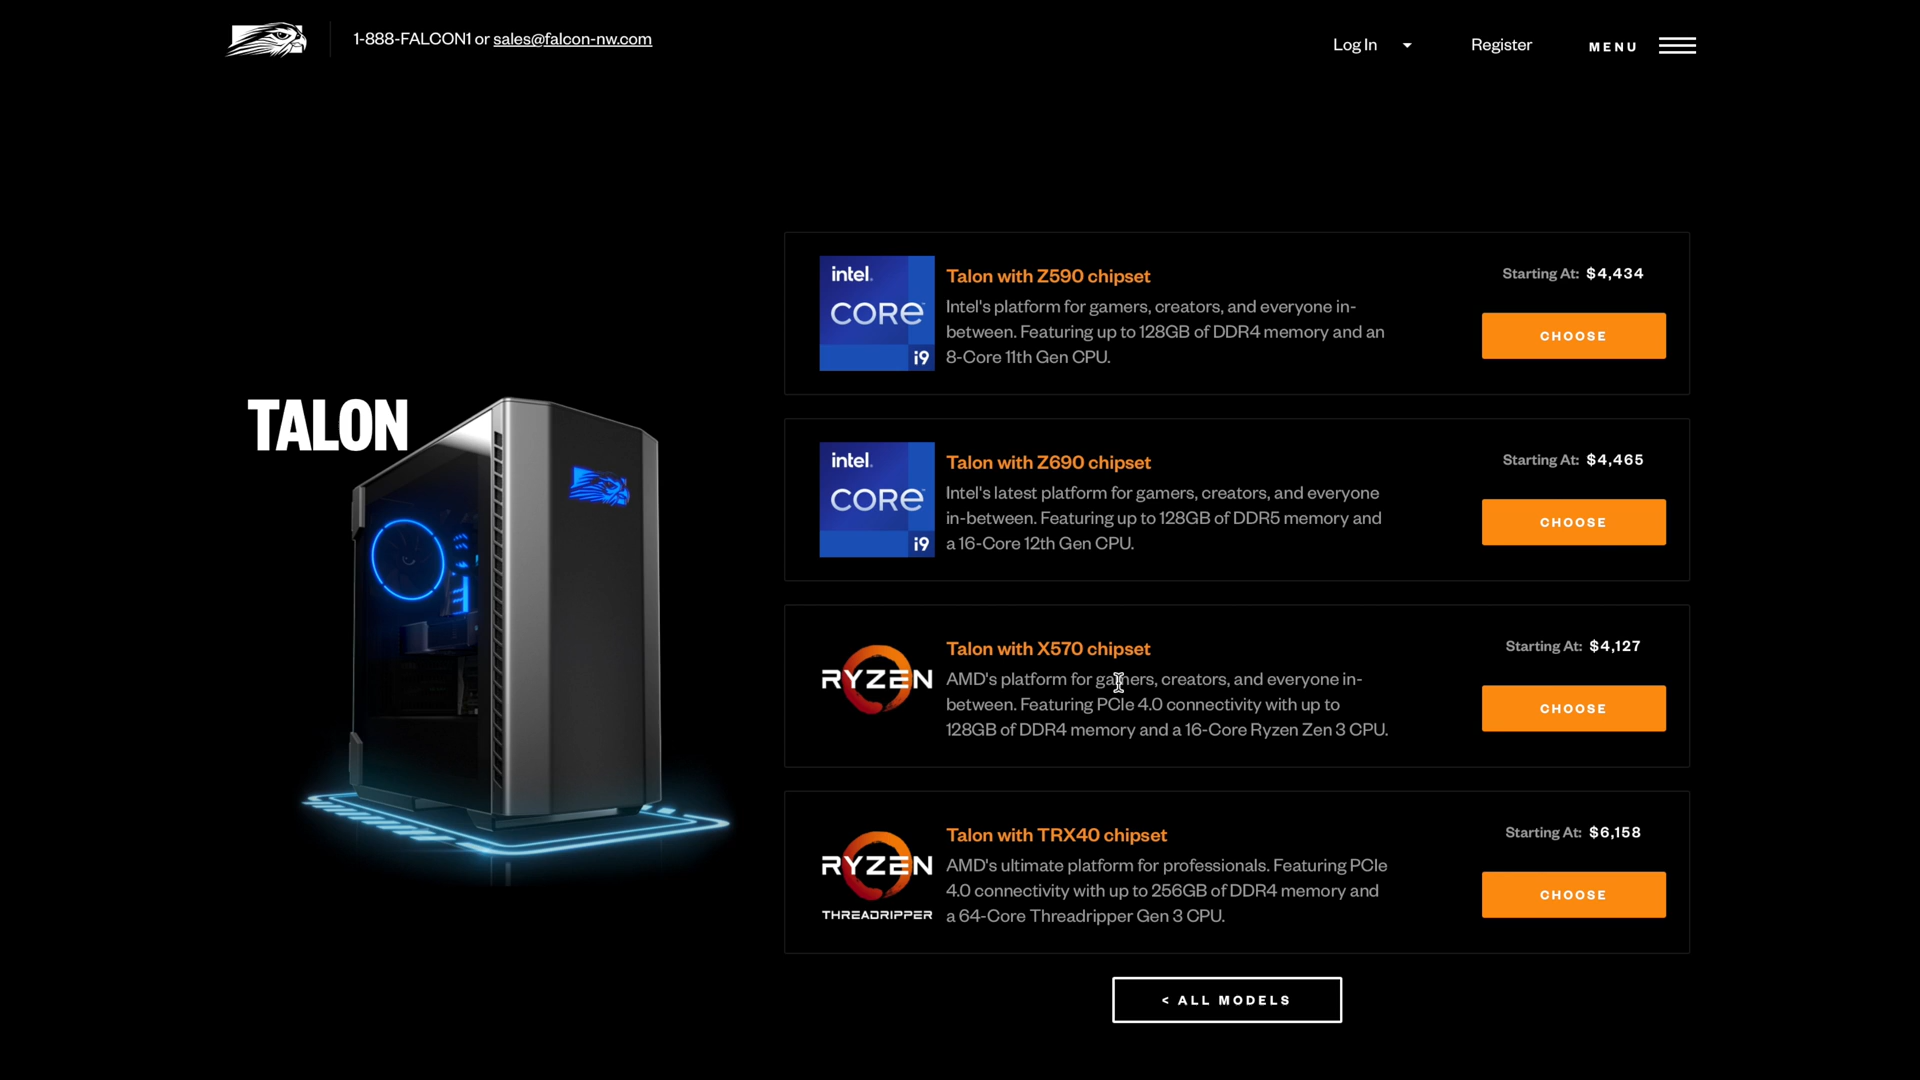 1-888-FALCON1 or sales@falcon-nw.com
Log In
Register
MENU
TALON
intel.
CORE
i9
Talon with Z590 chipset
Intel's platform for gamers, creators, and everyone in-
between. Featuring up to 128GB of DDR4 memory and an
8-Core 11th Gen CPU.
Starting At: $4,434
CHOOSE
intel.
CORE
i9
Talon with Z690 chipset
Intel's latest platform for gamers, creators, and everyone
in-between. Featuring up to 128GB of DDR5 memory and
a 16-Core 12th Gen CPU.
Starting At: $4,465
CHOOSE
RYZEN
Talon with X570 chipset
AMD's platform for gamers, creators, and everyone in-
between. Featuring PCIe 4.0 connectivity with up to
128GB of DDR4 memory and a 16-Core Ryzen Zen 3 CPU.
Starting At: $4,127
CHOOSE
RYZEN
THREADRIPPER
Talon with TRX40 chipset
AMD's ultimate platform for professionals. Featuring PCIe
4.0 connectivity with up to 256GB of DDR4 memory and
a 64-Core Threadripper Gen 3 CPU.
Starting At: $6,158
CHOOSE
< ALL MODELS